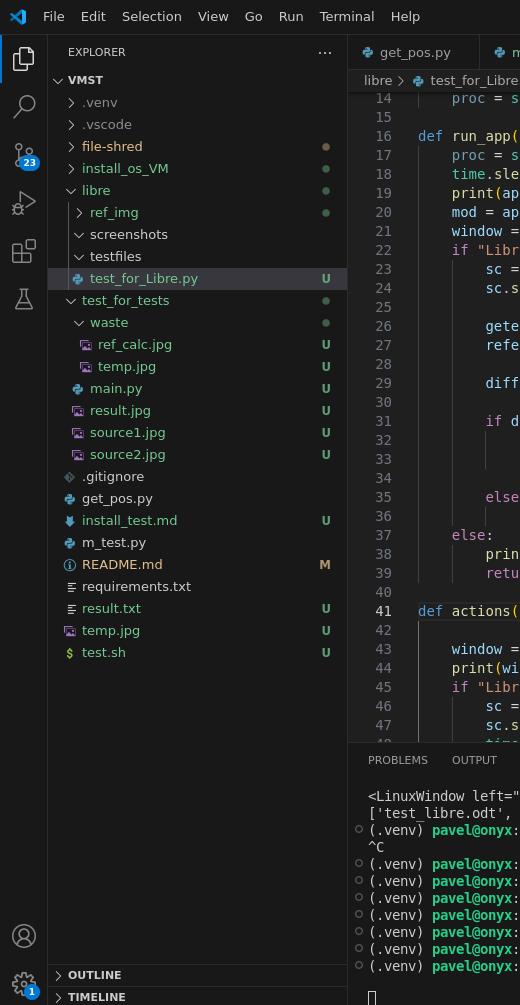 File Edit Selection View Go Run Terminal Help
EXPLORER ...
get_pos.py
VMST
libre > test_for_Libre
.venv
.vscode
file-shred
install_os_VM
libre
ref_img
screenshots
testfiles
test_for_Libre.py U
test_for_tests
waste
ref_calc.jpg U
temp.jpg U
main.py U
result.jpg U
source1.jpg U
source2.jpg U
.gitignore
get_pos.py
install_test.md U
m_test.py
README.md M
requirements.txt
result.txt U
temp.jpg U
test.sh U
OUTLINE
TIMELINE
23
1
14 proc = s
15
16 def run_app(
17 proc = s
18 time.sle
19 print(ap
20 mod = ap
21 window =
22 if "Libr
23 sc =
24 sc.s
25
26 gete
27 refe
28
29 diff
30
31 if d
32
33
34
35 else
36
37 else:
38 prin
39 retu
40
41 def actions(
42
43 window =
44 print(wi
45 if "Libr
46 sc =
47 sc.s
PROBLEMS OUTPUT
<LinuxWindow left="
['test_libre.odt',
(.venv) pavel@onyx:
^C
(.venv) pavel@onyx:
(.venv) pavel@onyx:
(.venv) pavel@onyx:
(.venv) pavel@onyx:
(.venv) pavel@onyx:
(.venv) pavel@onyx:
(.venv) pavel@onyx: